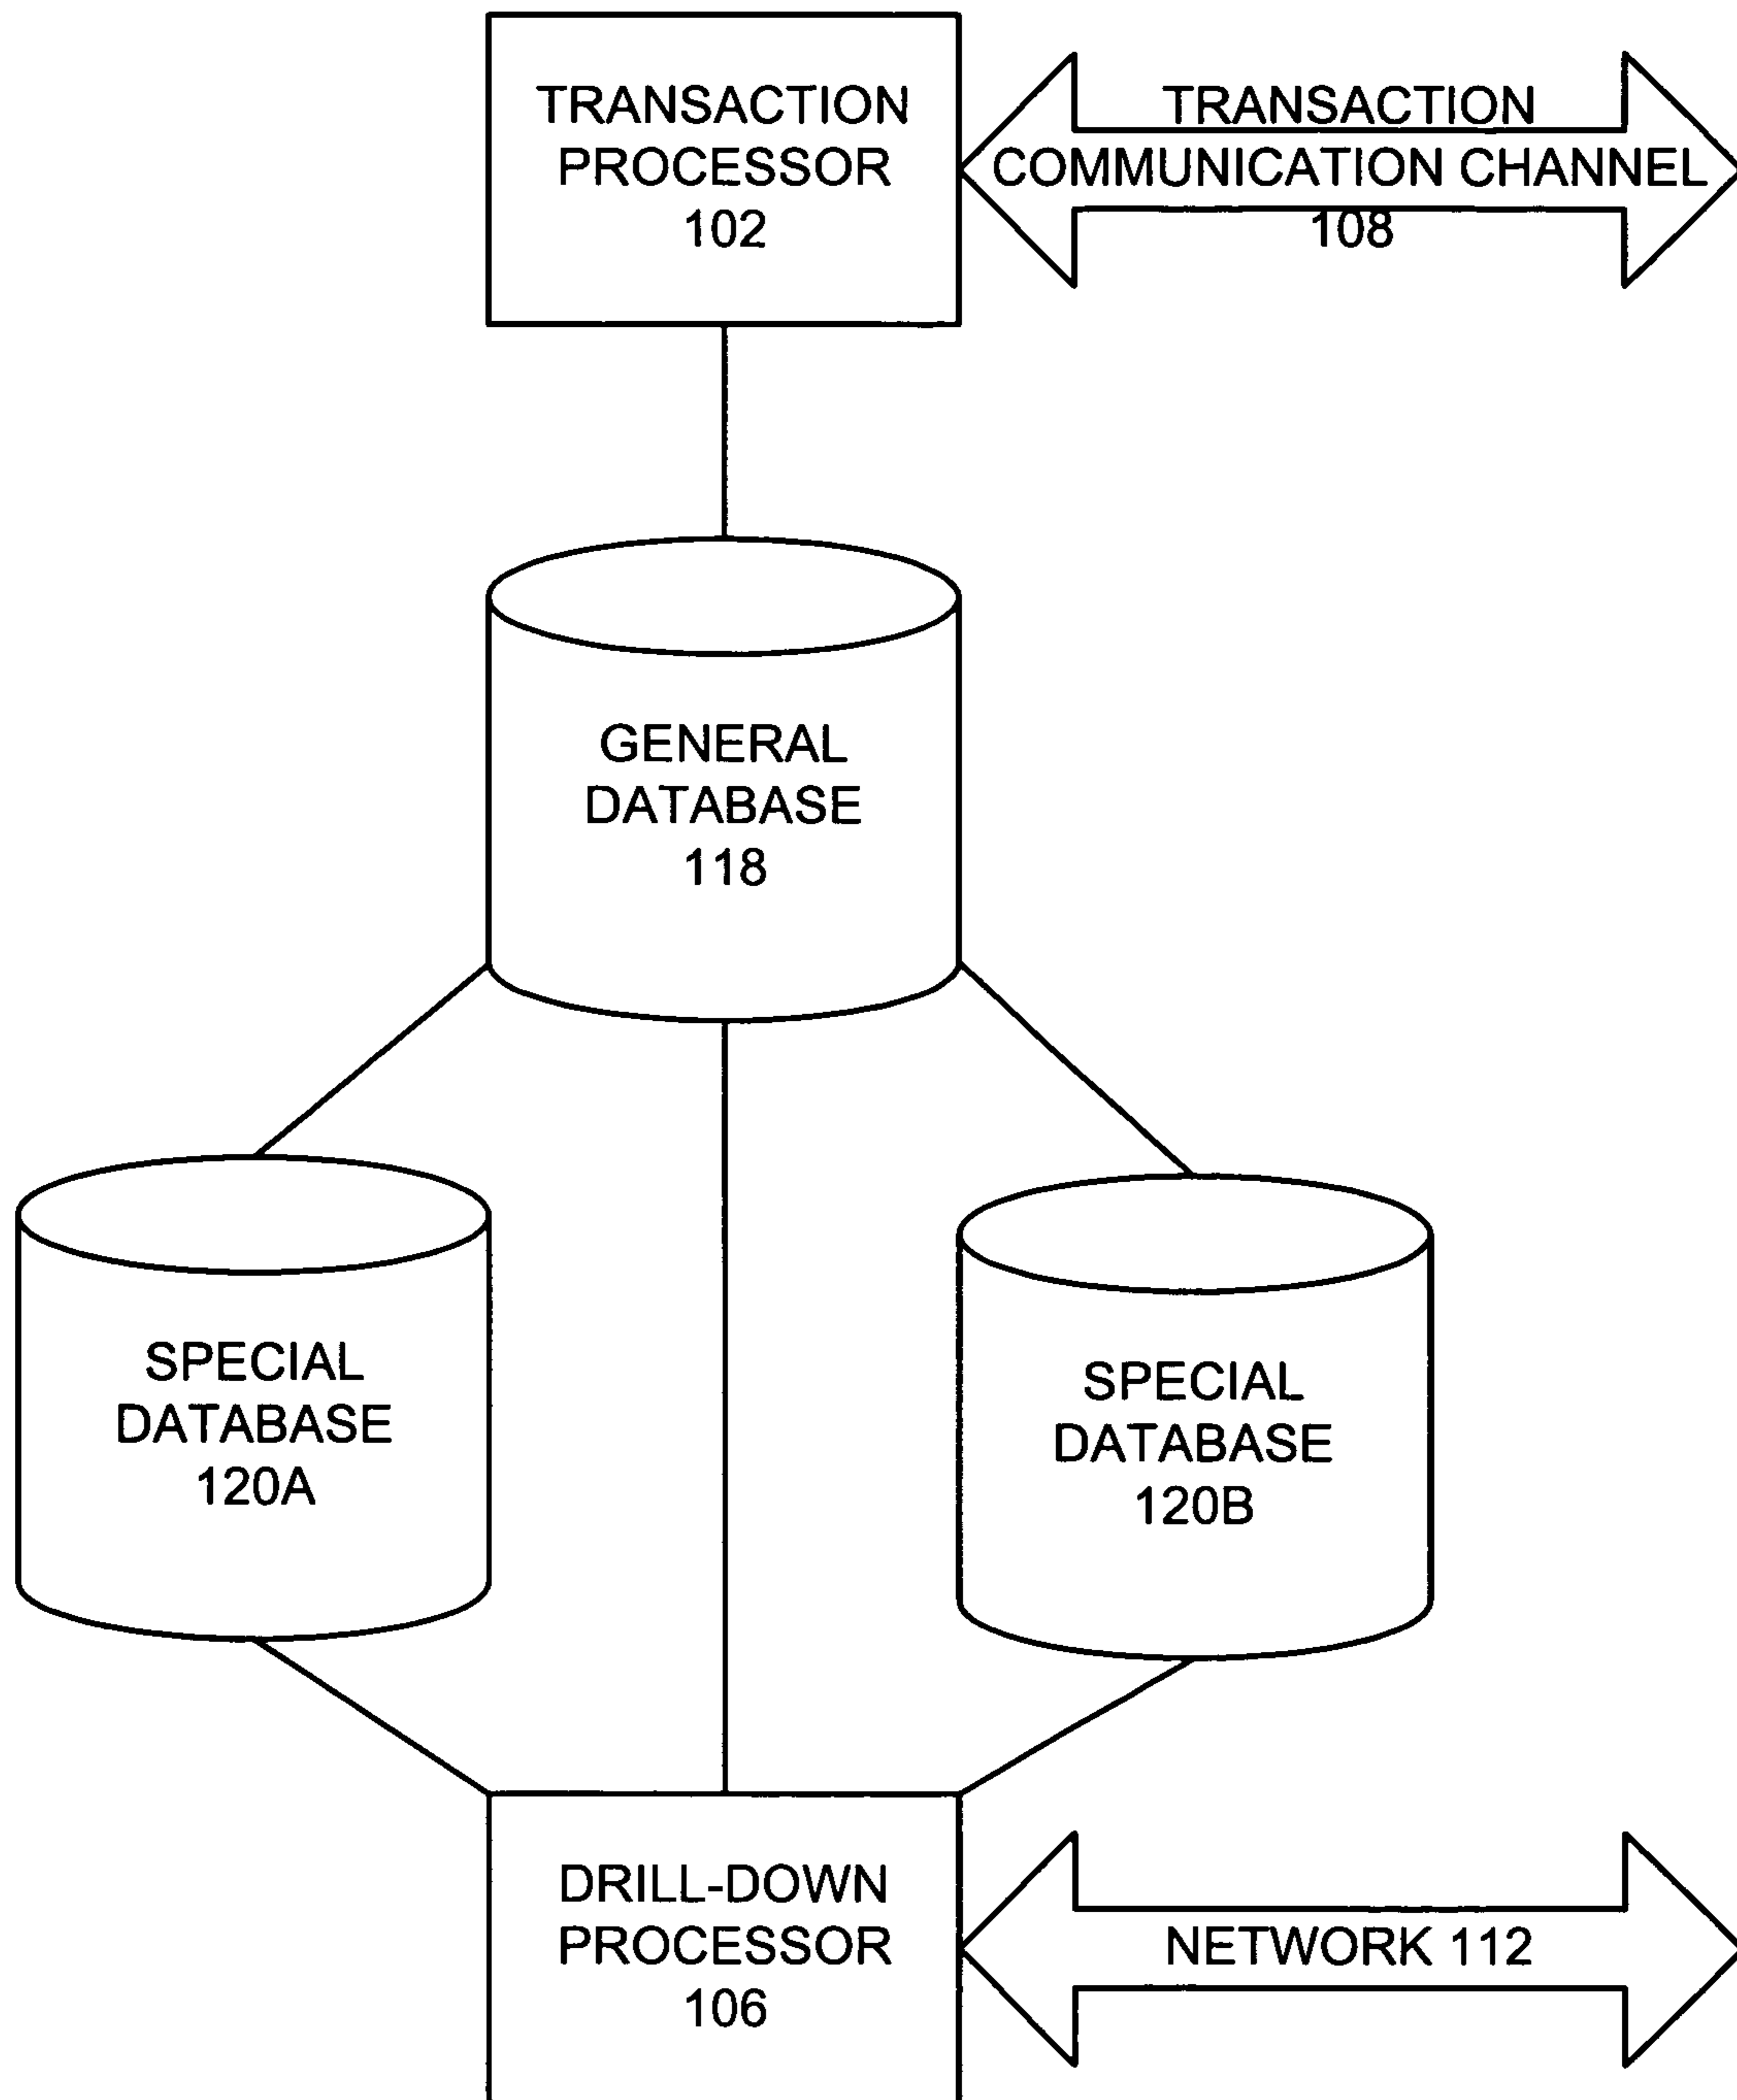 TRANSACTION
PROCESSOR
102
TRANSACTION
COMMUNICATION CHANNEL
108
GENERAL
DATABASE
118
SPECIAL
DATABASE
120A
SPECIAL
DATABASE
120B
DRILL-DOWN
PROCESSOR
106
NETWORK 112